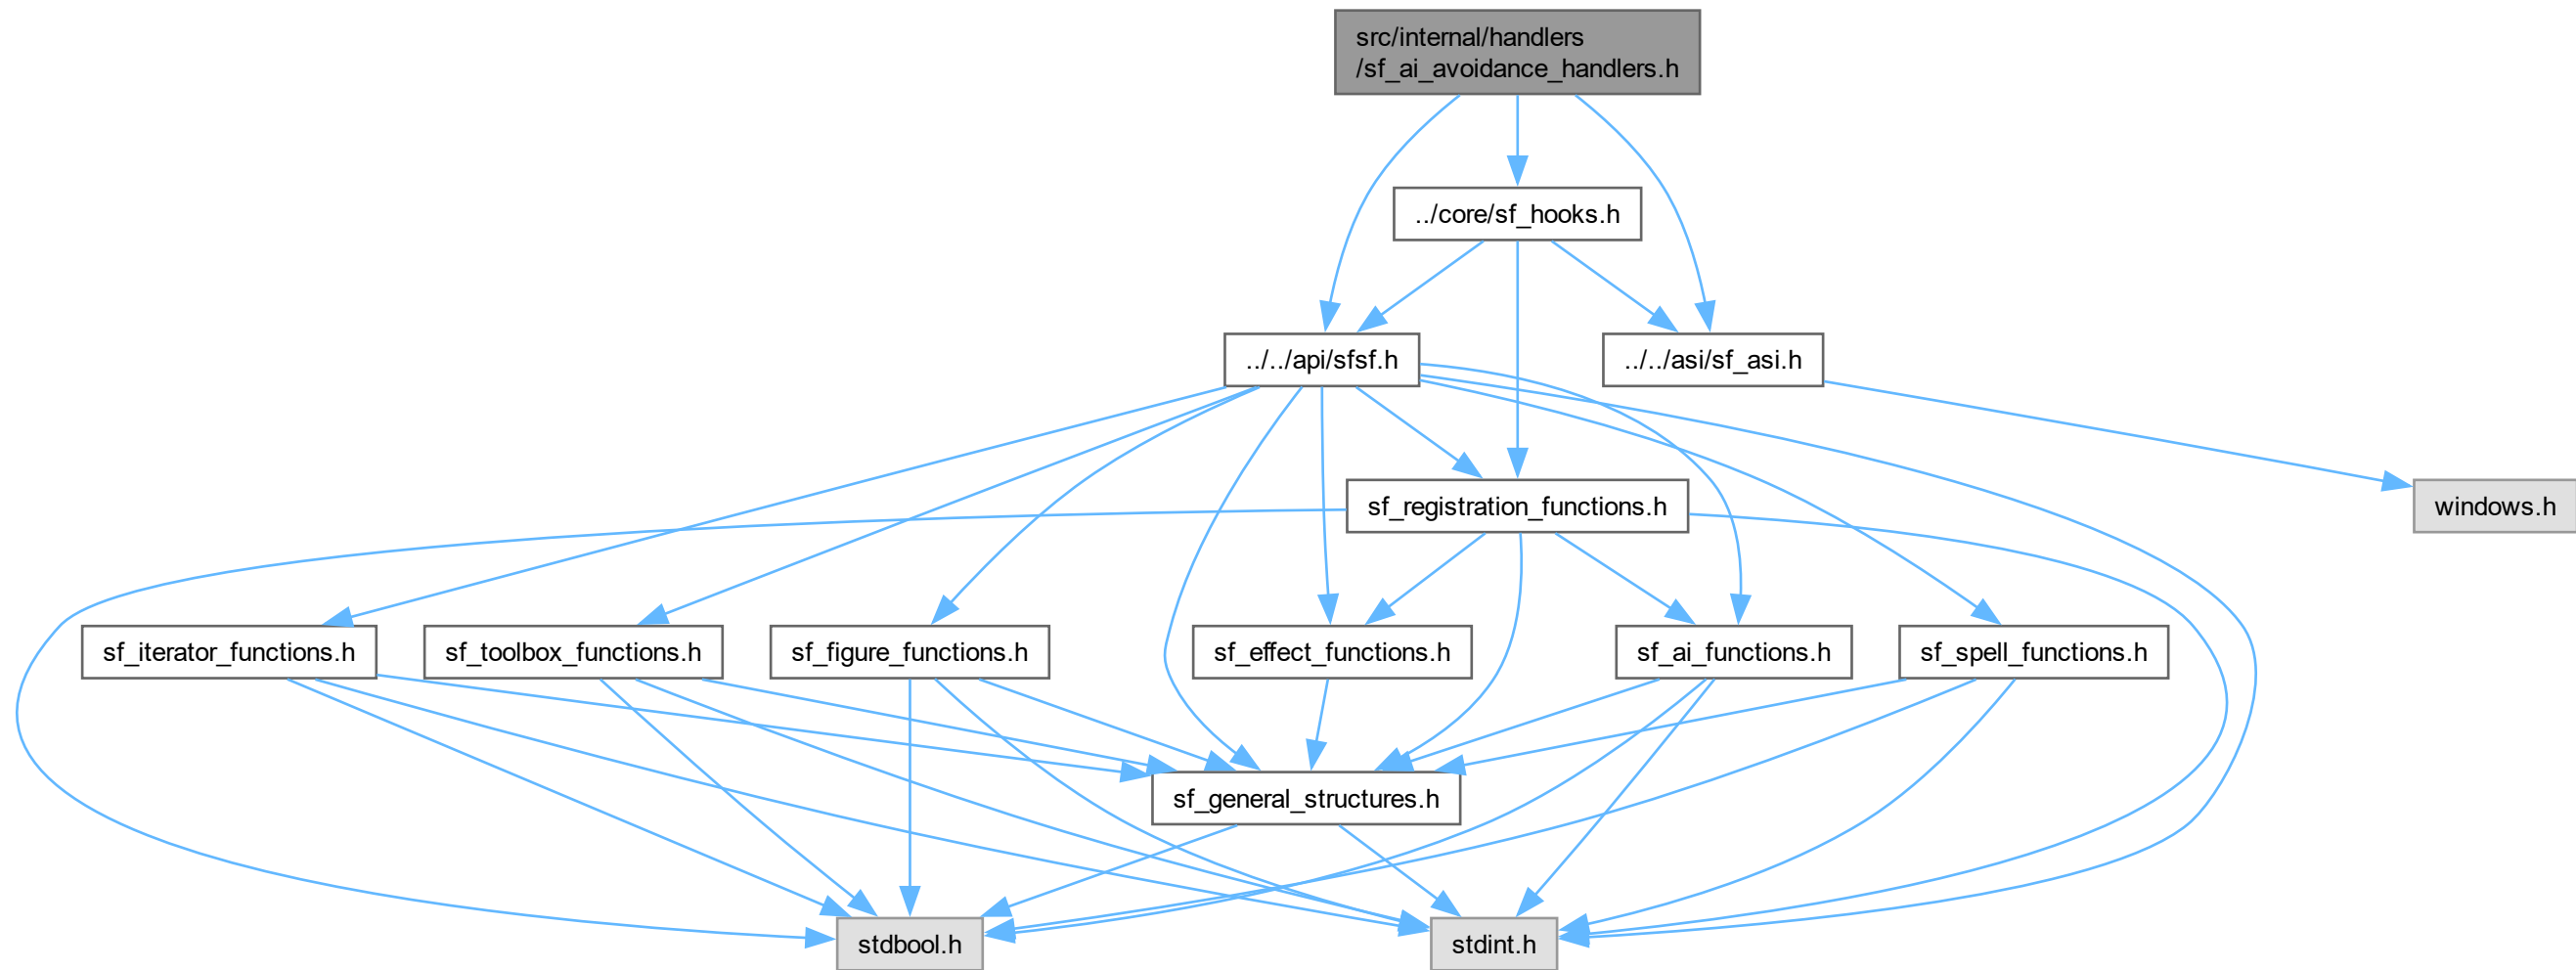 src/internal/handlers
/sf_ai_avoidance_handlers.h
../core/sf_hooks.h
../../api/sfsf.h
../../asi/sf_asi.h
sf_registration_functions.h
windows.h
sf_iterator_functions.h
sf_toolbox_functions.h
sf_figure_functions.h
sf_effect_functions.h
sf_ai_functions.h
sf_spell_functions.h
sf_general_structures.h
stdbool.h
stdint.h